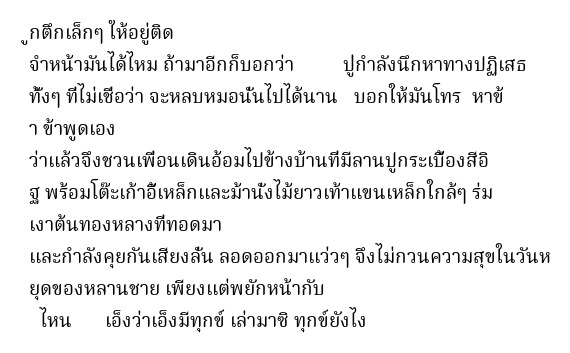 ูกตึกเล็กๆ ให้อยู่ติด
จำหน้ามันได้ไหม ถ้ามาอีกก็บอกว่า ปู่กำลังนึกหาทางปฏิเสธ
ทั้งๆ ที่ไม่เชื่อว่า จะหลบหมอนั่นไปได้นาน บอกให้มันโทร หาข้
า ข้าพูดเอง
ว่าแล้วจึงชวนเพื่อนเดินอ้อมไปข้างบ้านที่มีลานปูกระเบื้องสีอิ
ฐ พร้อมโต๊ะเก้าอี้เหล็กและม้านั่งไม้ยาวเท้าแขนเหล็กใกล้ๆ ร่ม
เงาต้นทองหลางที่ทอดมา
และกำลังคุยกันเสียงลั่น ลอดออกมาแว่วๆ จึงไม่กวนความสุขในวันห
ยุดของหลานชาย เพียงแต่พยักหน้ากับ
ไหน เอ็งว่าเอ็งมีทุกข์ เล่ามาซิ ทุกข์ยังไง